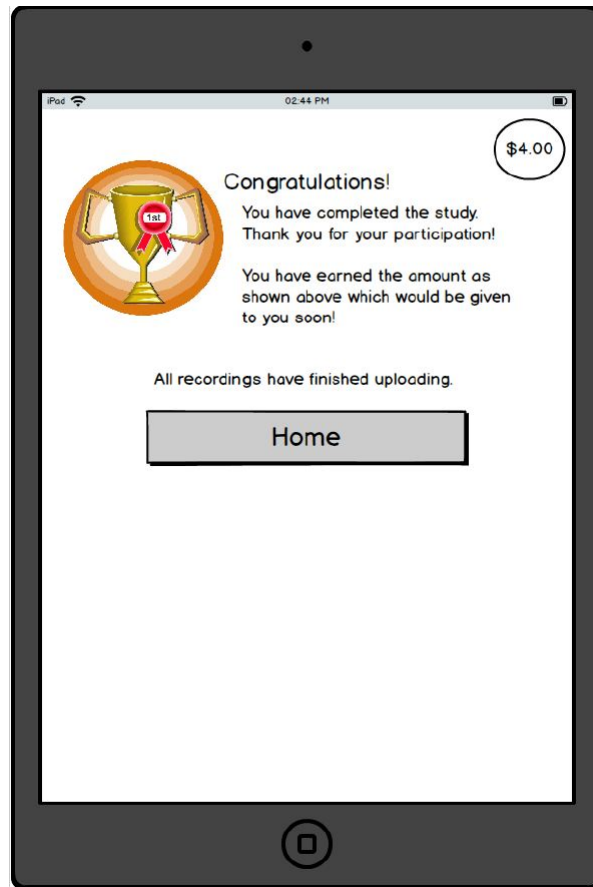 iPad
02:44 PM
$4.00
1st
Congratulations!
You have completed the study.
Thank you for your participation!
You have earned the amount as
shown above which would be given
to you soon!
All recordings have finished uploading.
Home